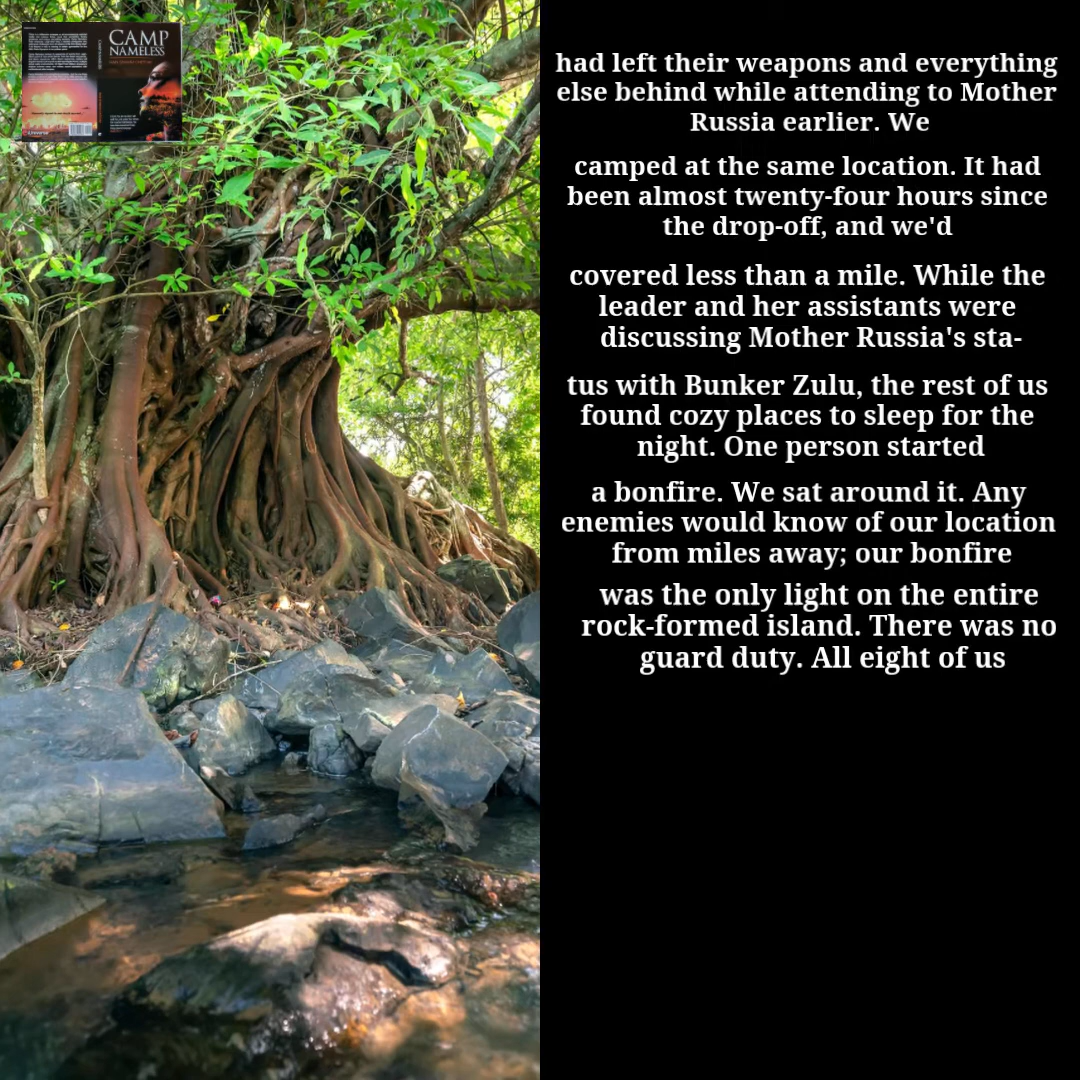 CAMP
NAMELESS
had left their weapons and everything
else behind while attending to Mother
Russia earlier. We
camped at the same location. It had
been almost twenty-four hours since
the drop-off, and we'd
covered less than a mile. While the
leader and her assistants were
discussing Mother Russia's sta-
tus with Bunker Zulu, the rest of us
found cozy places to sleep for the
night. One person started
a bonfire. We sat around it. Any
enemies would know of our location
from miles away; our bonfire
was the only light on the entire
rock-formed island. There was no
guard duty. All eight of us